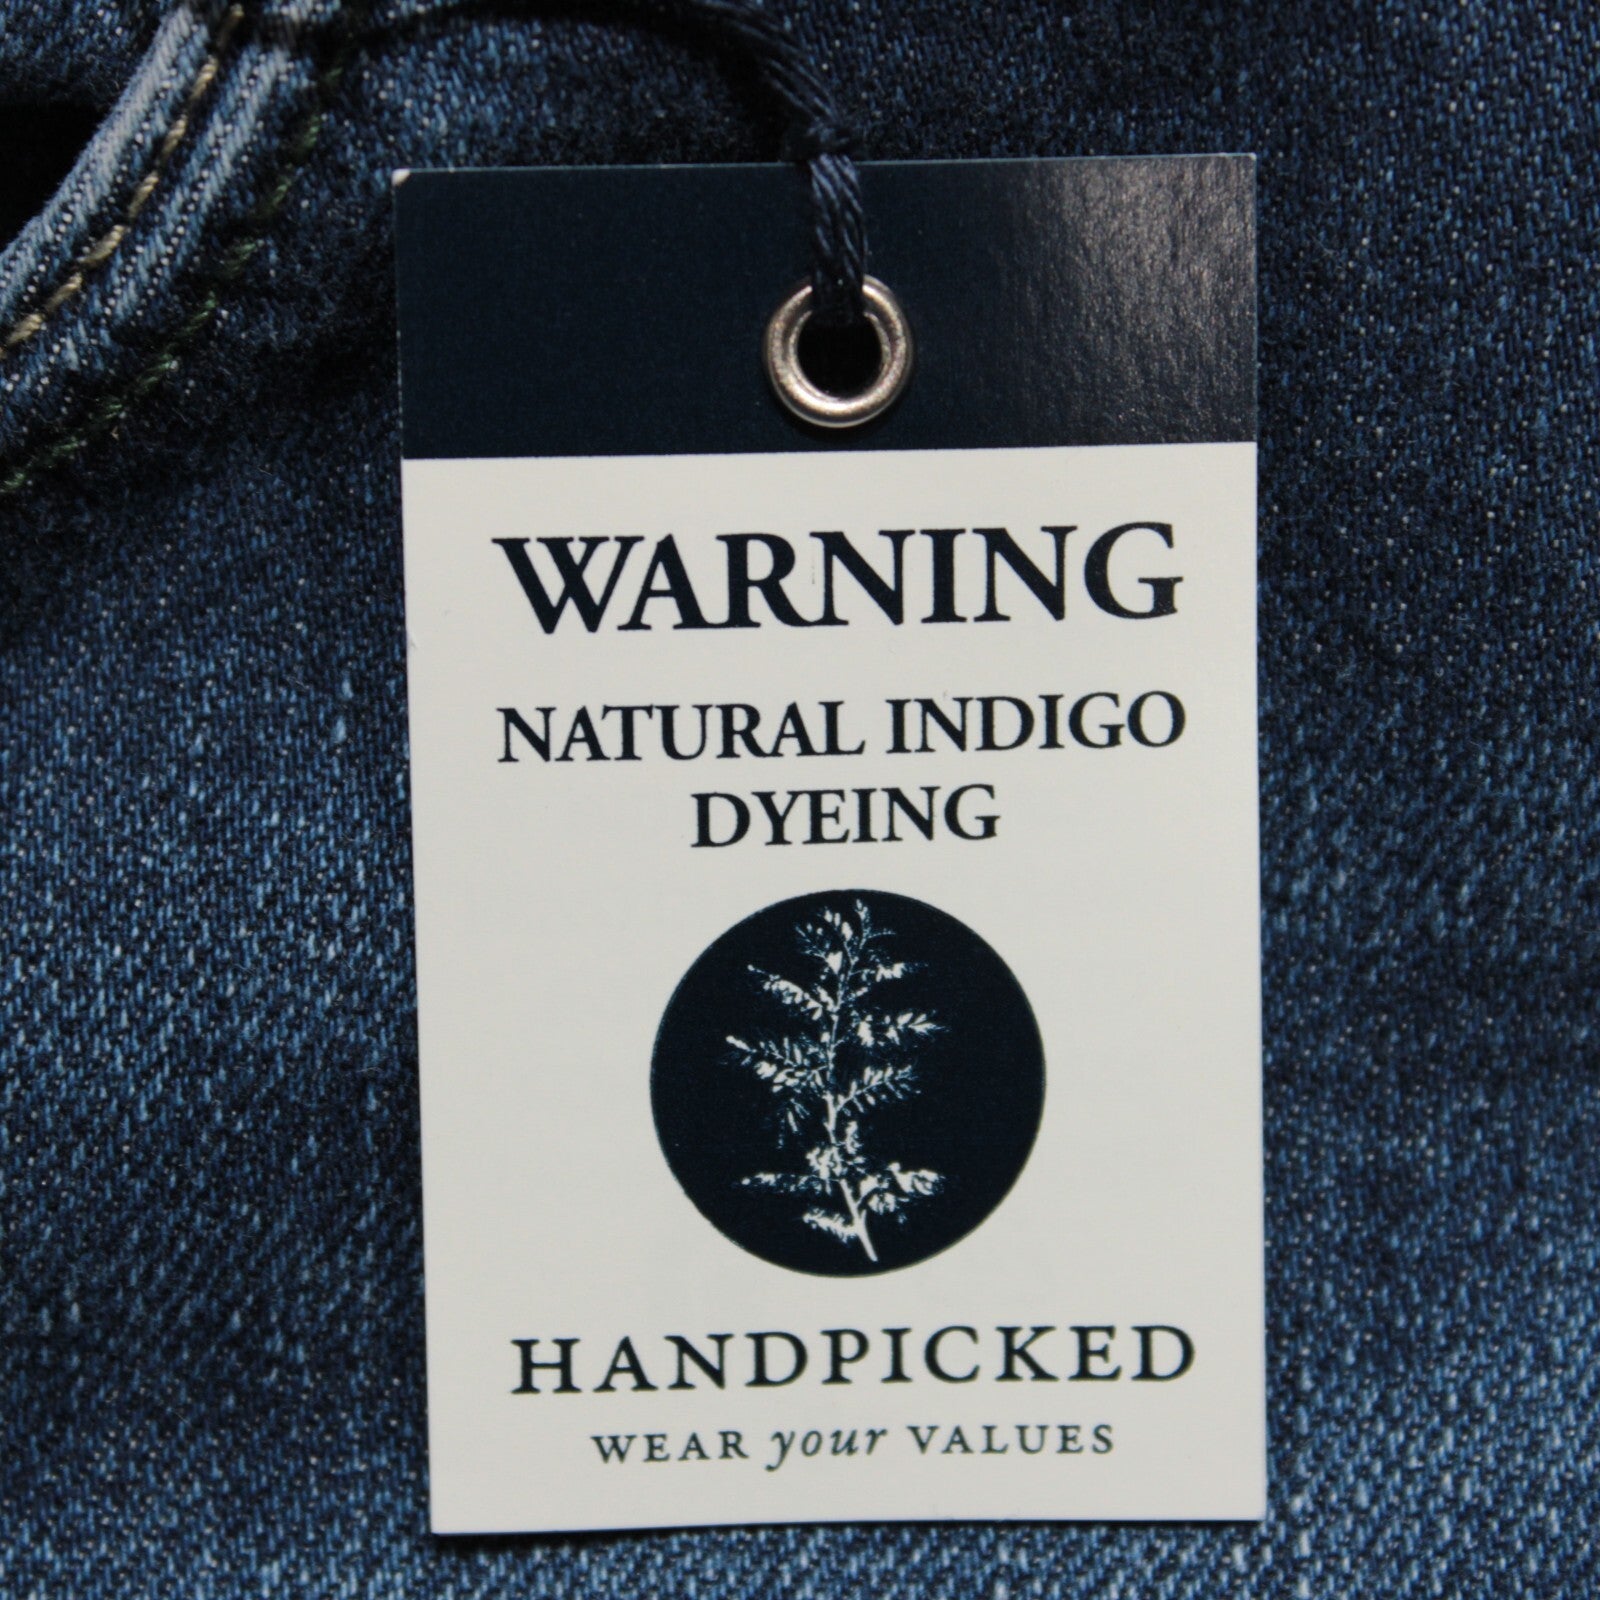 WARNING
NATURAL INDIGO
DYEING
HANDPICKED
WEAR your VALUES